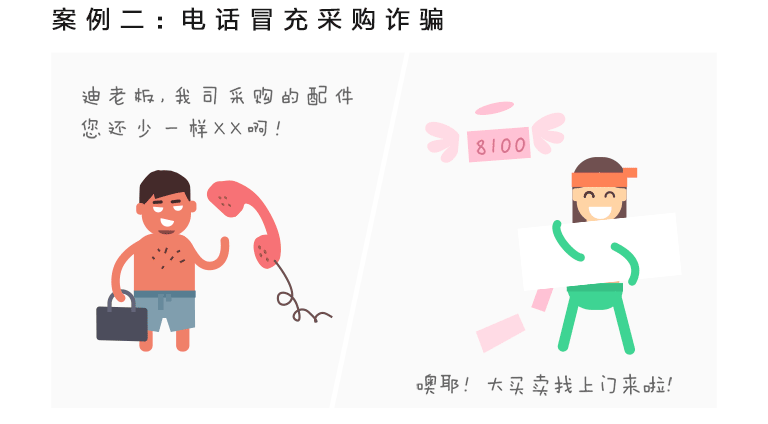 案例二：电话冒充采购诈骗
迪老板，我司采购的配件
您还少一样XX啊！
8100
噢耶！大买卖找上门来啦！